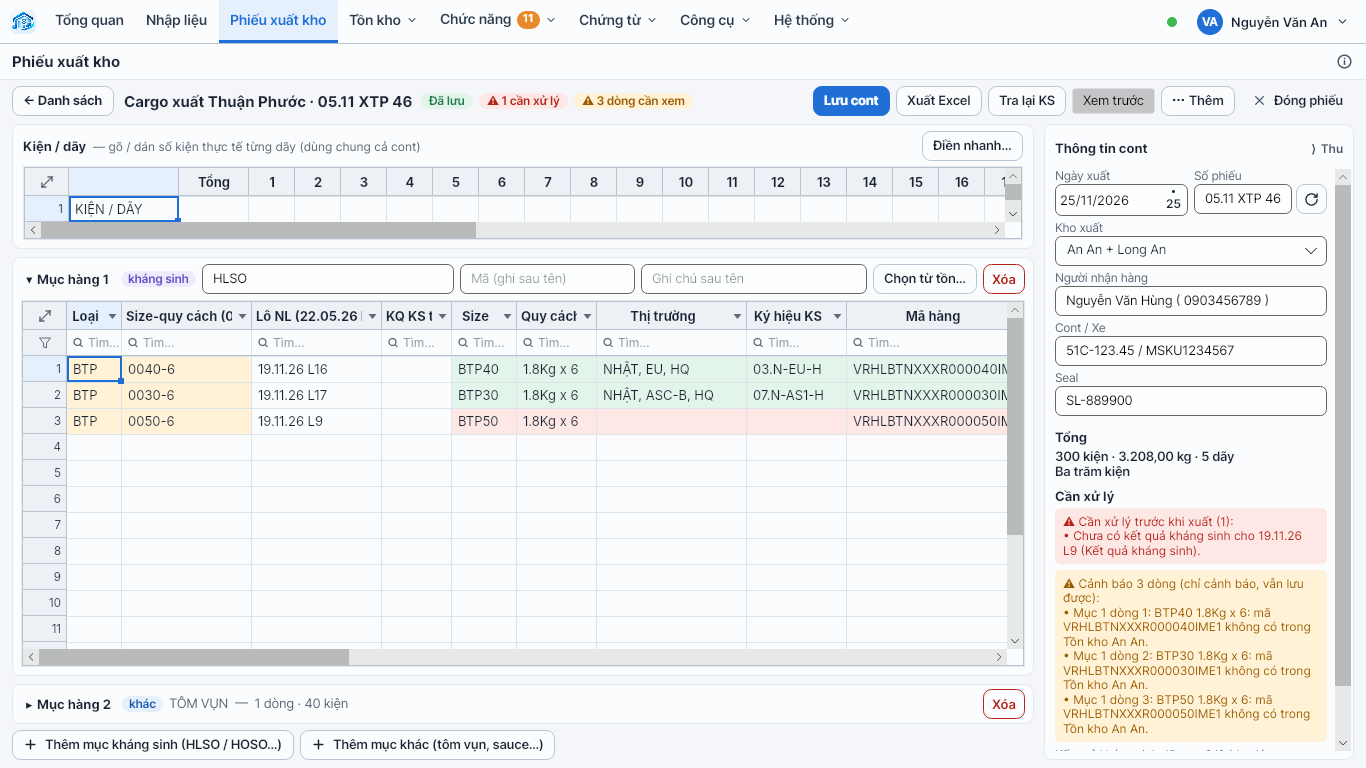 Tổng quan Nhập liệu Phiếu xuất kho Tồn kho Chức năng 11 Chứng từ Công cụ Hệ thống VA Nguyễn Văn An
Phiếu xuất kho
← Danh sách Cargo xuất Thuận Phước · 05.11 XTP 46 Đã lưu ⚠ 1 cần xử lý ⚠ 3 dòng cần xem Lưu cont Xuất Excel Tra lại KS Xem trước ··· Thêm ✕ Đóng phiếu
Kiện / dãy — gõ / dán số kiện thực tế từng dãy (dùng chung cả cont) Điền nhanh...
Tổng 1 2 3 4 5 6 7 8 9 10 11 12 13 14 15 16
1 KIỆN / DÃY
▾ Mục hàng 1 kháng sinh HLSO Mã (ghi sau tên) Ghi chú sau tên Chọn từ tồn... Xóa
Loại Size-quy cách (0 Lô NL (22.05.26 KQ KS t Size Quy cách Thị trường Ký hiệu KS Mã hàng
Tìm... Tìm... Tìm... Tìm... Tìm... Tìm... Tìm... Tìm... Tìm...
1 BTP 0040-6 19.11.26 L16 BTP40 1.8Kg x 6 NHẬT, EU, HQ 03.N-EU-H VRHLBTNXXXR000040IM
2 BTP 0030-6 19.11.26 L17 BTP30 1.8Kg x 6 NHẬT, ASC-B, HQ 07.N-AS1-H VRHLBTNXXXR000030IM
3 BTP 0050-6 19.11.26 L9 BTP50 1.8Kg x 6 VRHLBTNXXXR000050IM
4
5
6
7
8
9
10
11
▸ Mục hàng 2 khác TÔM VỤN — 1 dòng · 40 kiện Xóa
+ Thêm mục kháng sinh (HLSO / HOSO...) + Thêm mục khác (tôm vụn, sauce...)
Thông tin cont ⟩ Thu
Ngày xuất Số phiếu
25/11/2026 25 05.11 XTP 46
Kho xuất
An An + Long An
Người nhận hàng
Nguyễn Văn Hùng ( 0903456789 )
Cont / Xe
51C-123.45 / MSKU1234567
Seal
SL-889900
Tổng
300 kiện · 3.208,00 kg · 5 dãy
Ba trăm kiện
Cần xử lý
⚠ Cần xử lý trước khi xuất (1):
• Chưa có kết quả kháng sinh cho 19.11.26
L9 (Kết quả kháng sinh).
⚠ Cảnh báo 3 dòng (chỉ cảnh báo, vẫn lưu
được):
• Mục 1 dòng 1: BTP40 1.8Kg x 6: mã
VRHLBTNXXXR000040IME1 không có trong
Tồn kho An An.
• Mục 1 dòng 2: BTP30 1.8Kg x 6: mã
VRHLBTNXXXR000030IME1 không có trong
Tồn kho An An.
• Mục 1 dòng 3: BTP50 1.8Kg x 6: mã
VRHLBTNXXXR000050IME1 không có trong
Tồn kho An An.